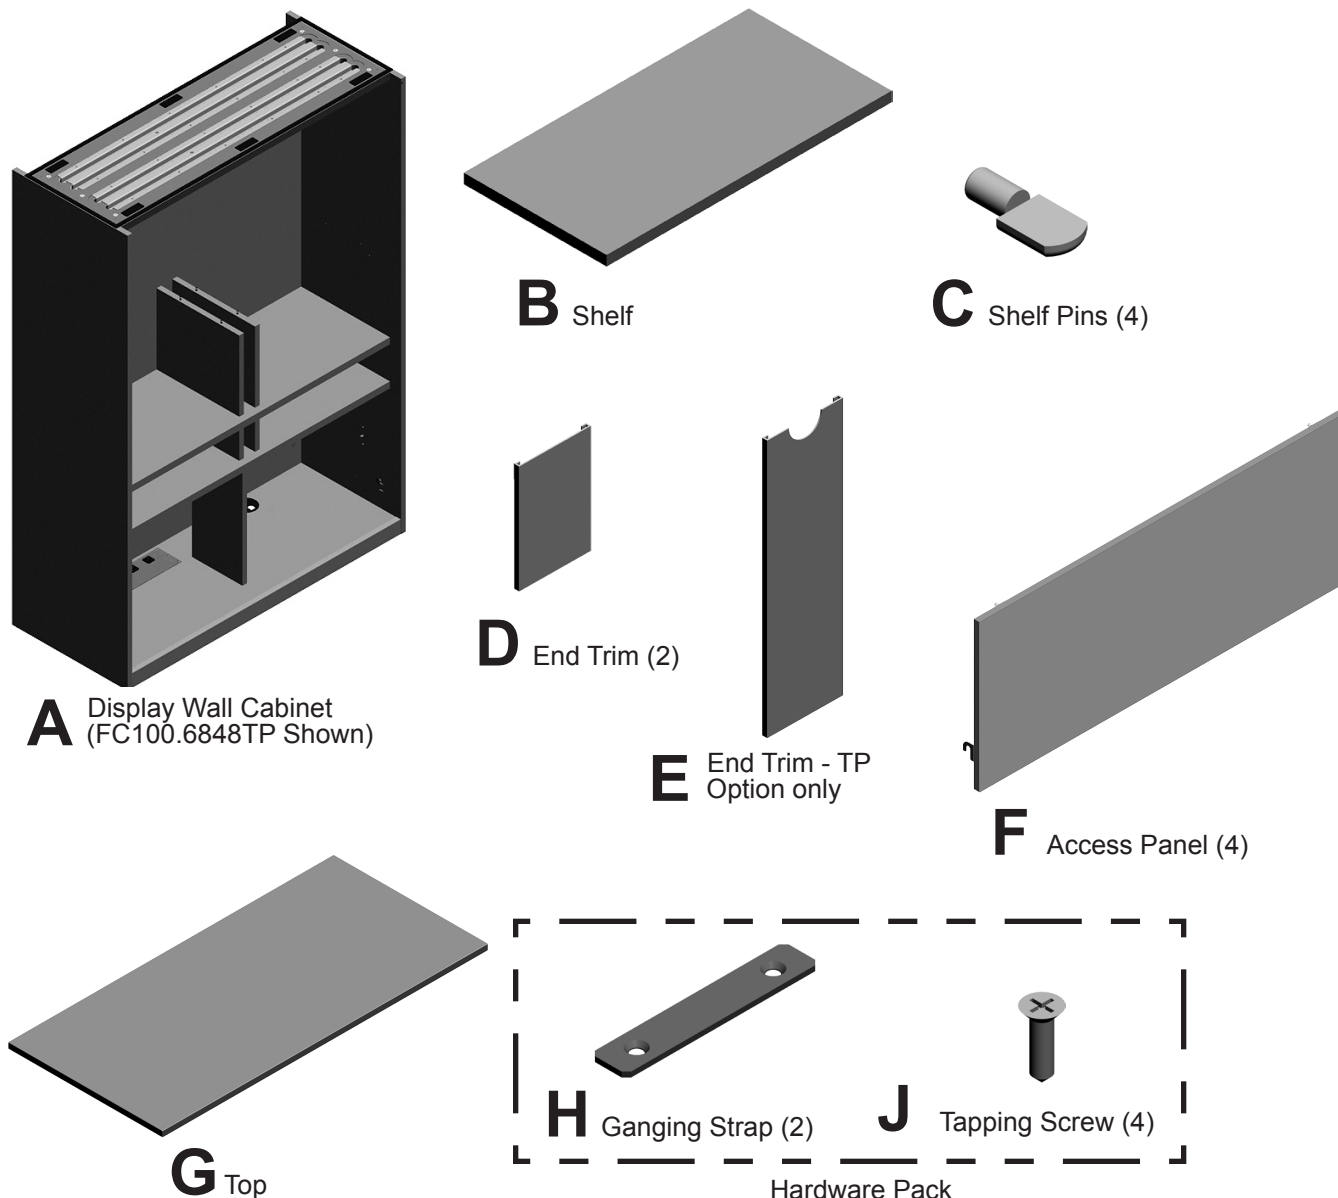 B Shelf
C Shelf Pins (4)
D End Trim (2)
A Display Wall Cabinet
(FC100.6848TP Shown)
E End Trim - TP
Option only
F Access Panel (4)
H Ganging Strap (2)
J Tapping Screw (4)
G Top
Hardware Pack